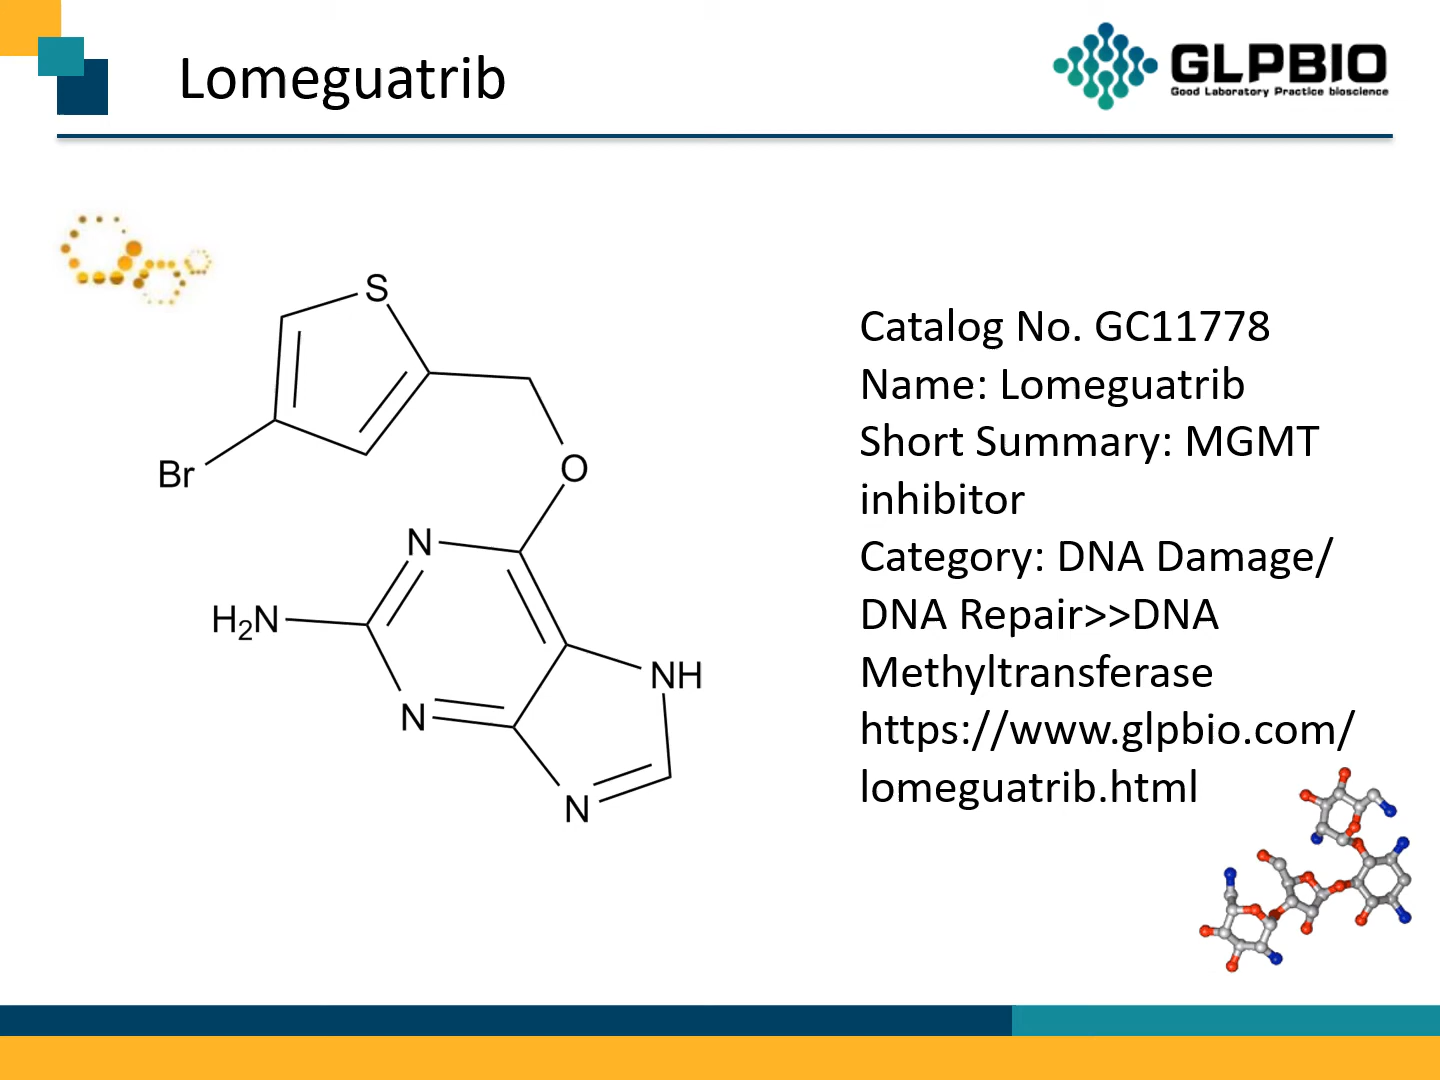 Lomeguatrib
GLPBIO
Good Laboratory Practice bioscience
S
Br
O
N
H2N
NH
N
N
Catalog No. GC11778
Name: Lomeguatrib
Short Summary: MGMT
inhibitor
Category: DNA Damage/
DNA Repair>>DNA
Methyltransferase
https://www.glpbio.com/
lomeguatrib.html